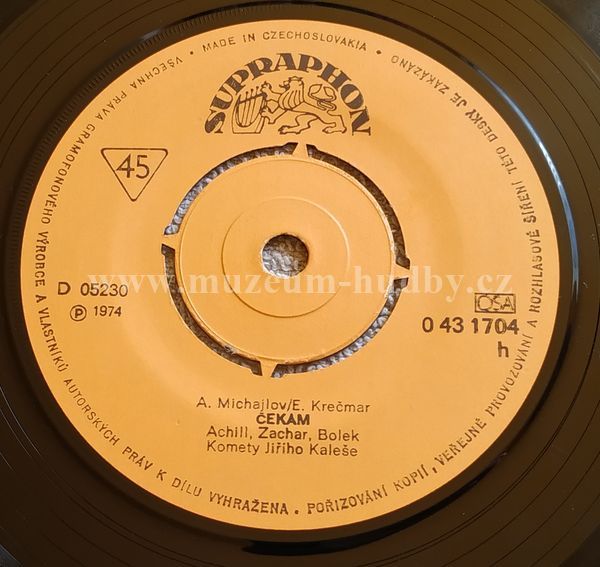 VŠECHNA PRÁVA GRAMOFONOVÉHO VÝROBCE A VLASTNÍKŮ AUTORSKÝCH PRÁV K DÍLU VYHRAŽENA • POŘIZOVÁNÍ KOPIÍ, VEŘEJNÉ PROVOZOVÁNÍ A ROZHLASOVÉ ŠÍŘENÍ TÉTO DESKY JE ZAKÁZÁNO • MADE IN CZECHOSLOVAKIA •
SUPRAPHON
45
www.muzeum-hudby.cz
D 05230
℗ 1974
OSA
0 43 1704
h
A. Michajlov/E. Krečmar
ČEKÁM
Achill, Zachar, Bolek
Komety Jiřího Kaleše